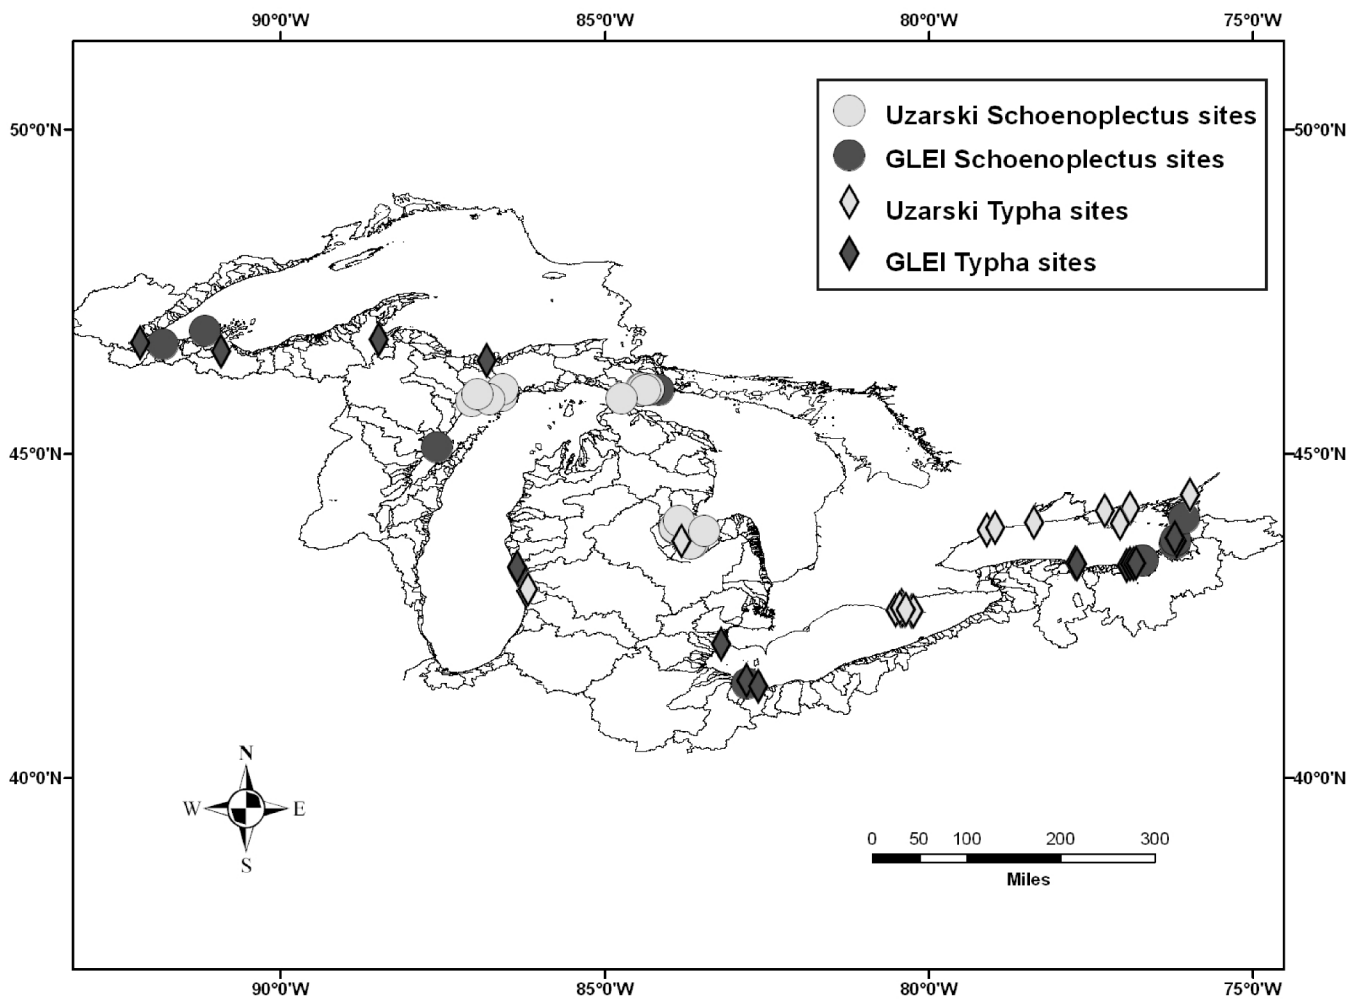 90°0'W 85°0'W 80°0'W 75°0'W
50°0'N 50°0'N
Uzarski Schoenoplectus sites
GLEI Schoenoplectus sites
Uzarski Typha sites
GLEI Typha sites
45°0'N 45°0'N
N
W E
S
40°0'N 40°0'N
0 50 100 200 300
Miles
90°0'W 85°0'W 80°0'W 75°0'W